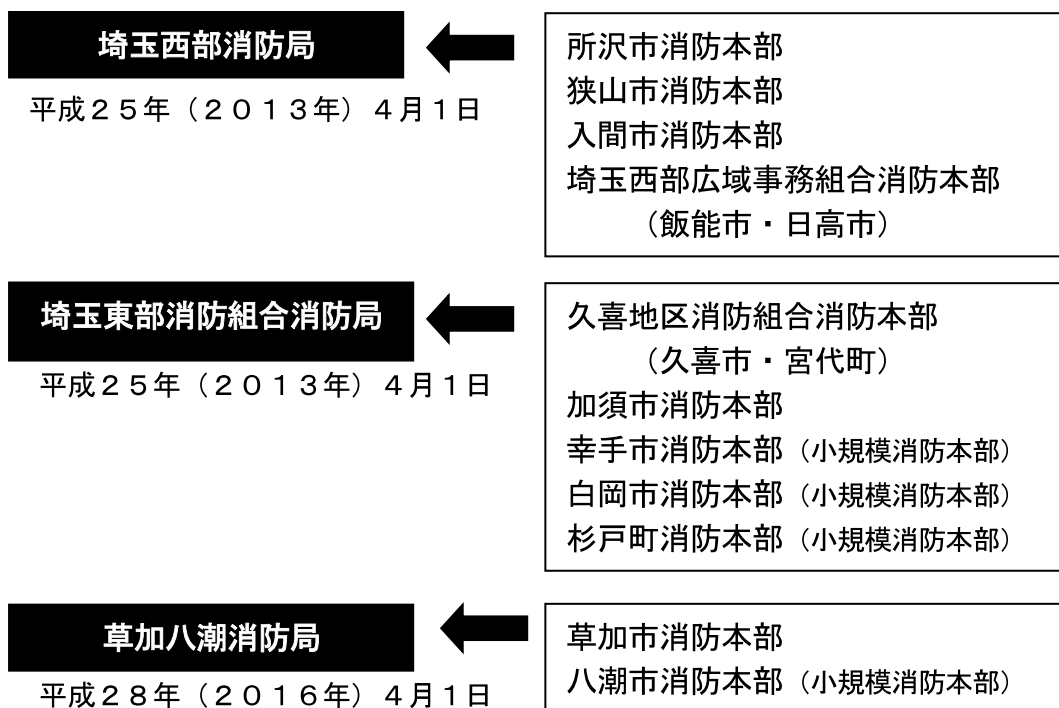 埼玉西部消防局
平成２５年（２０１３年）４月１日
所沢市消防本部
狭山市消防本部
入間市消防本部
埼玉西部広域事務組合消防本部
（飯能市・日高市）
埼玉東部消防組合消防局
平成２５年（２０１３年）４月１日
久喜地区消防組合消防本部
（久喜市・宮代町）
加須市消防本部
幸手市消防本部（小規模消防本部）
白岡市消防本部（小規模消防本部）
杉戸町消防本部（小規模消防本部）
草加八潮消防局
平成２８年（２０１６年）４月１日
草加市消防本部
八潮市消防本部（小規模消防本部）